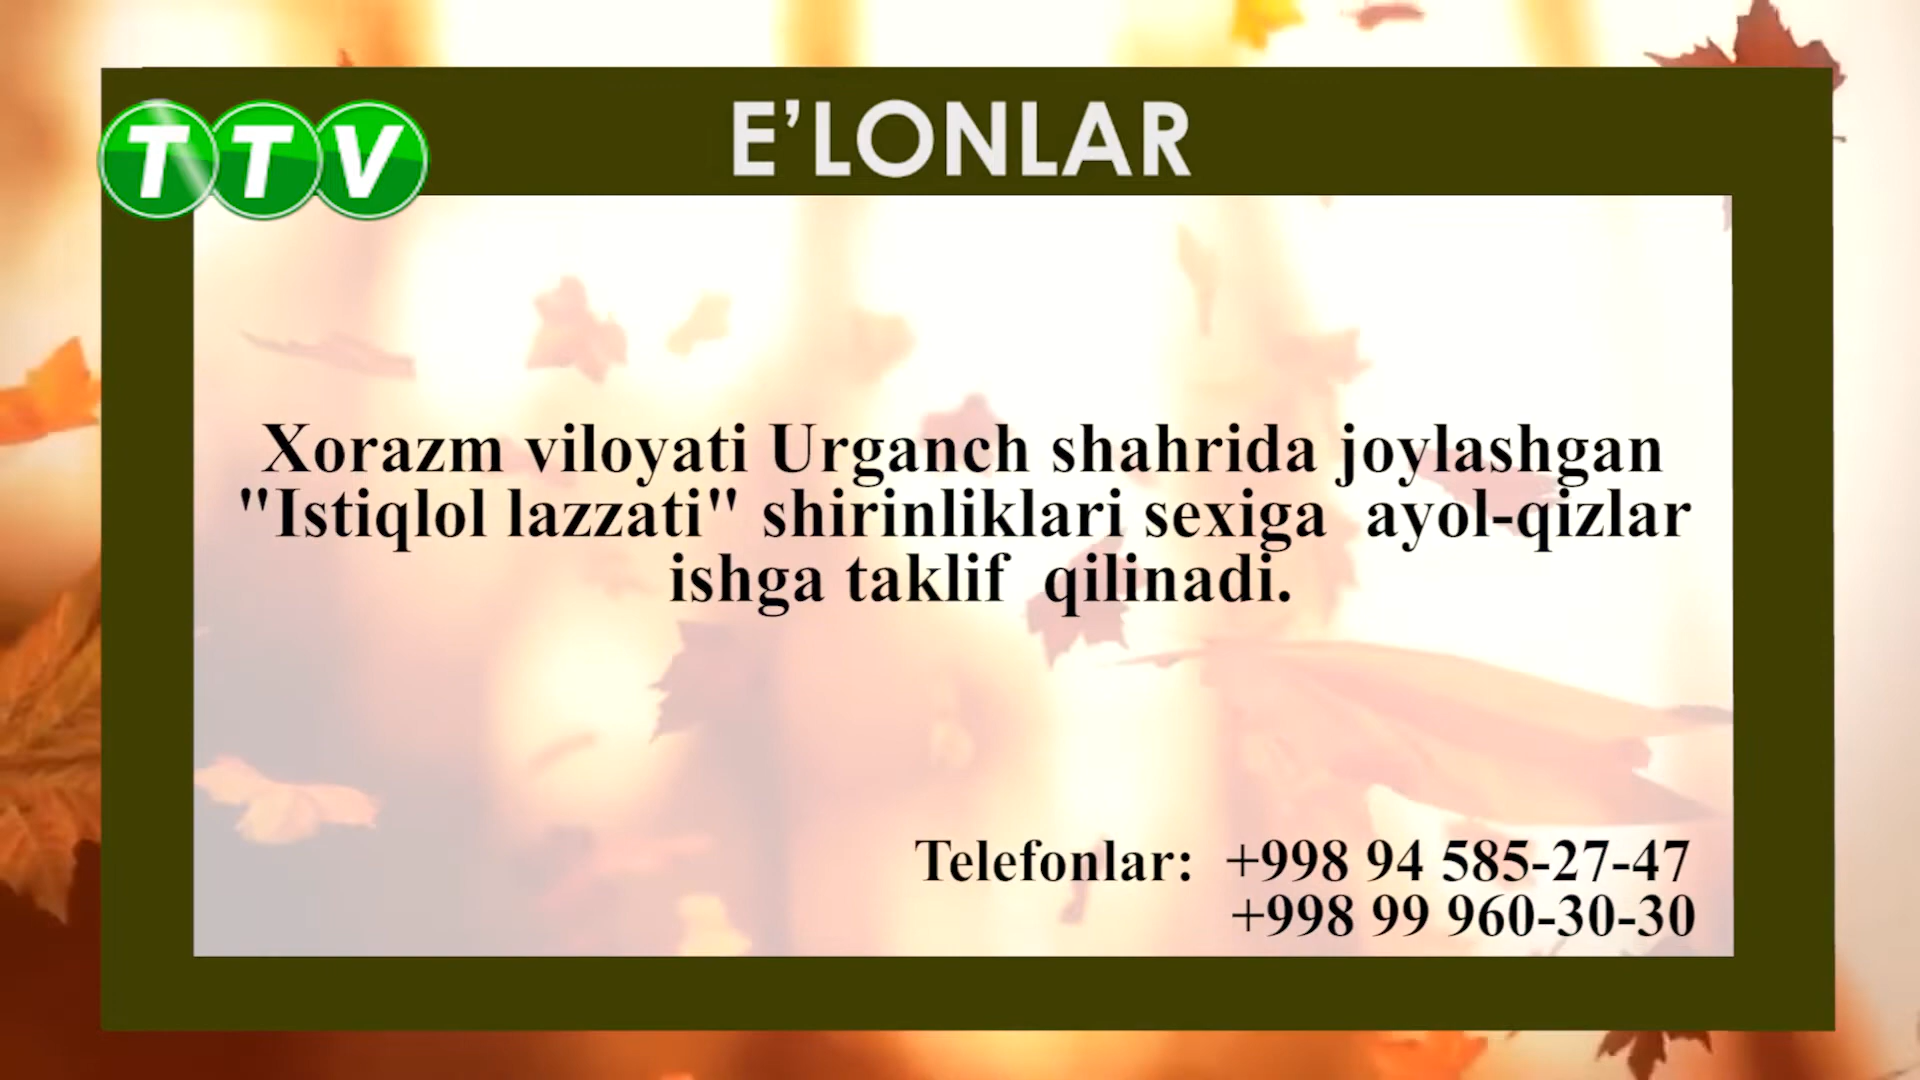 TTV
E’LONLAR
Xorazm viloyati Urganch shahrida joylashgan
"Istiqlol lazzati" shirinliklari sexiga ayol-qizlar
ishga taklif qilinadi.
Telefonlar: +998 94 585-27-47
+998 99 960-30-30